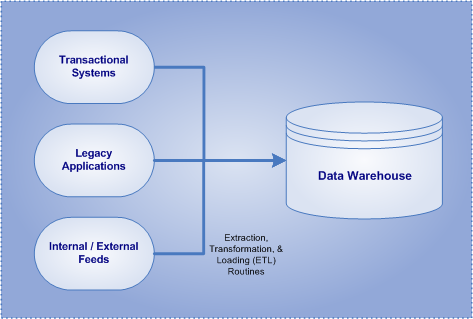 Transactional
Systems
Legacy
Applications
Data Warehouse
Internal / External
Feeds
Extraction,
Transformation, &
Loading (ETL)
Routines